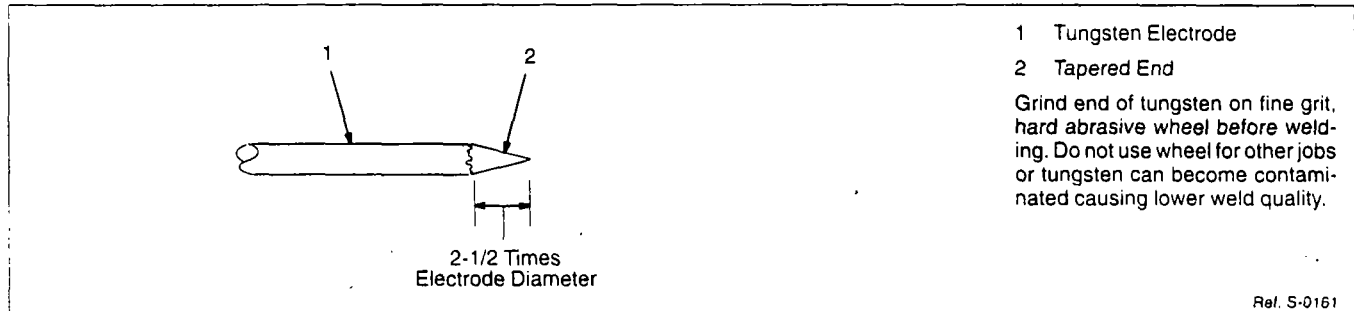 1
2
2-1/2 Times
Electrode Diameter
1 Tungsten Electrode
2 Tapered End
Grind end of tungsten on fine grit,
hard abrasive wheel before weld-
ing. Do not use wheel for other jobs
or tungsten can become contami-
nated causing lower weld quality.
Ref. S-0161